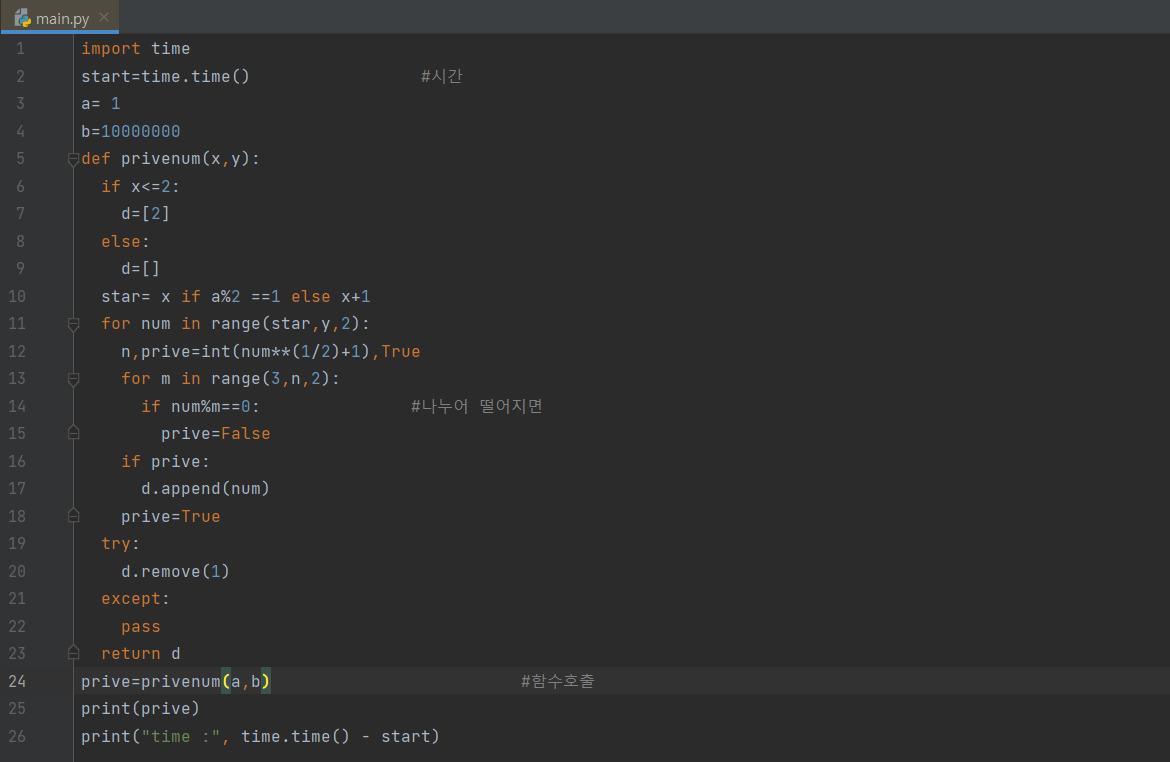 main.py
1 import time
2 start=time.time() #시간
3 a= 1
4 b=10000000
5 def privenum(x,y):
6 if x<=2:
7 d=[2]
8 else:
9 d=[]
10 star= x if a%2 ==1 else x+1
11 for num in range(star,y,2):
12 n,prive=int(num**(1/2)+1),True
13 for m in range(3,n,2):
14 if num%m==0: #나누어 떨어지면
15 prive=False
16 if prive:
17 d.append(num)
18 prive=True
19 try:
20 d.remove(1)
21 except:
22 pass
23 return d
24 prive=privenum(a,b) #함수호출
25 print(prive)
26 print("time :", time.time() - start)